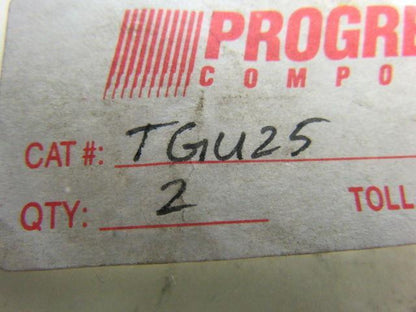 PROGRE
COMPO
CAT #: TGU25
QTY: 2 TOLL